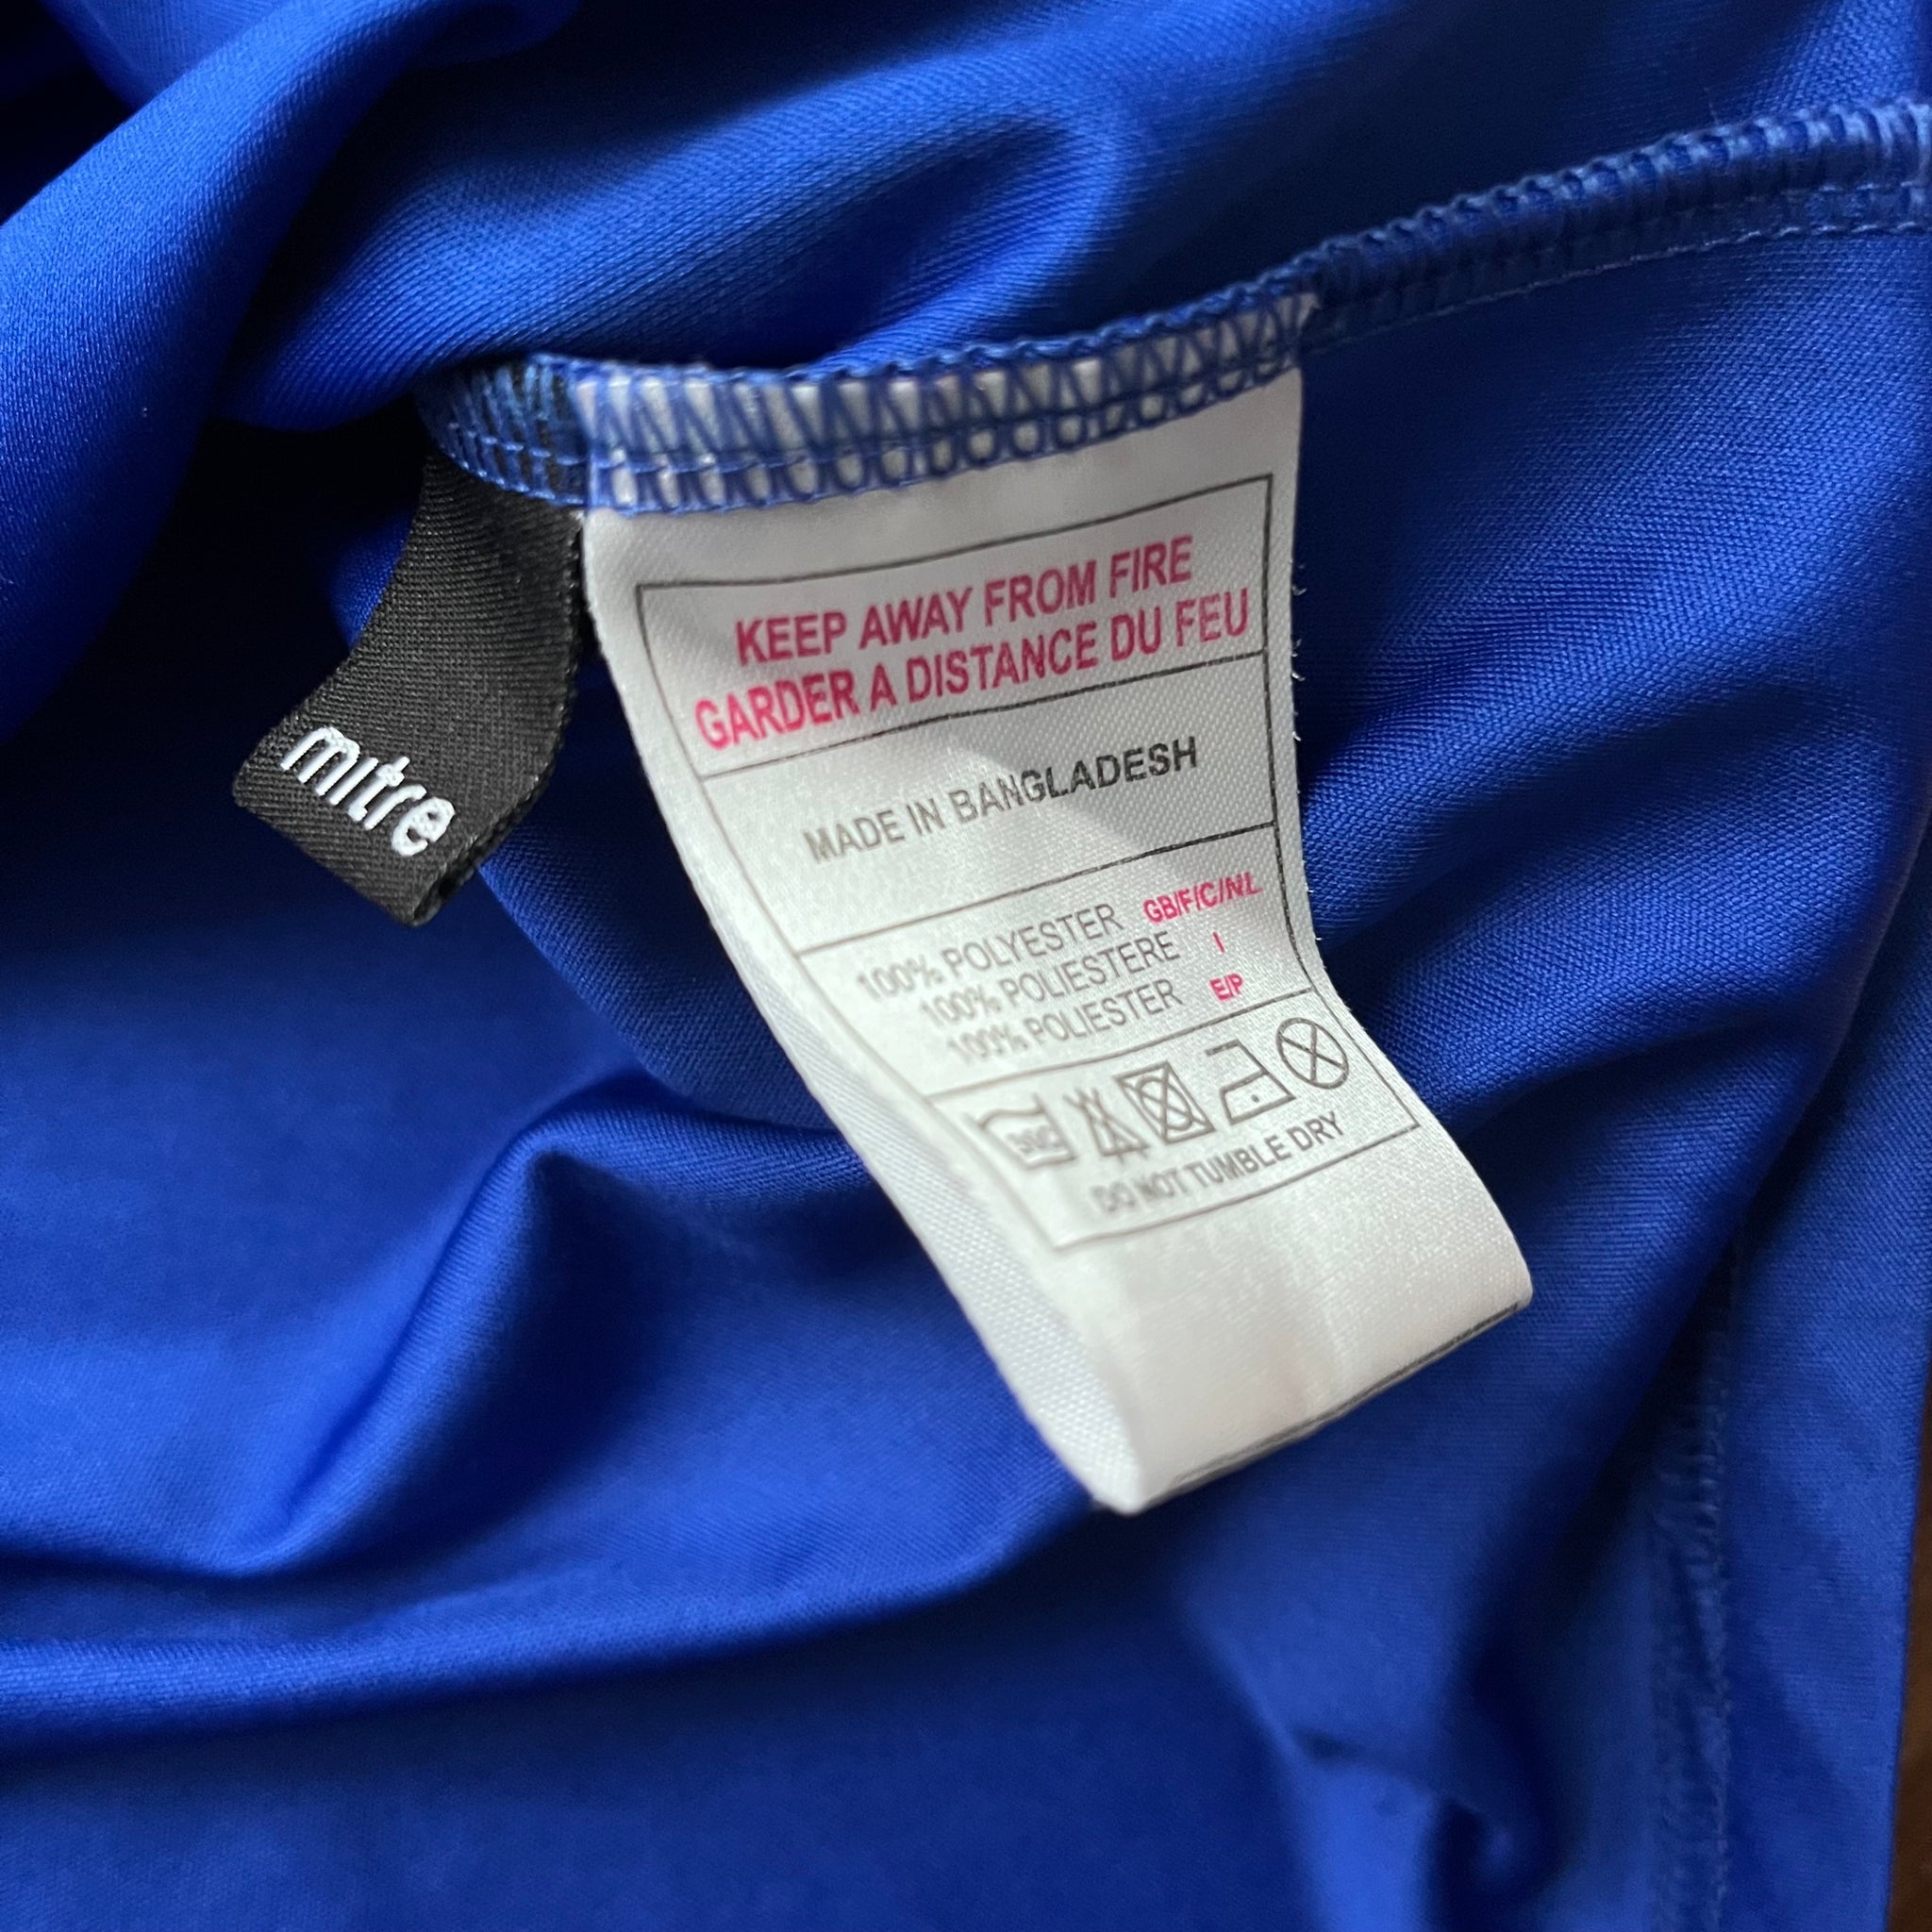 mitre
KEEP AWAY FROM FIRE
GARDER A DISTANCE DU FEU
MADE IN BANGLADESH
100% POLYESTER GB/F/C/NL
100% POLIESTERE I
100% POLIESTER E/P
DO NOT TUMBLE DRY